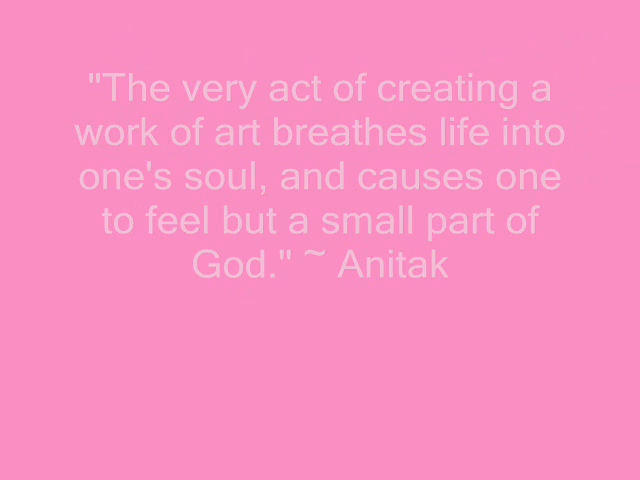 "The very act of creating a
work of art breathes life into
one's soul, and causes one
to feel but a small part of
God." ~ Anitak